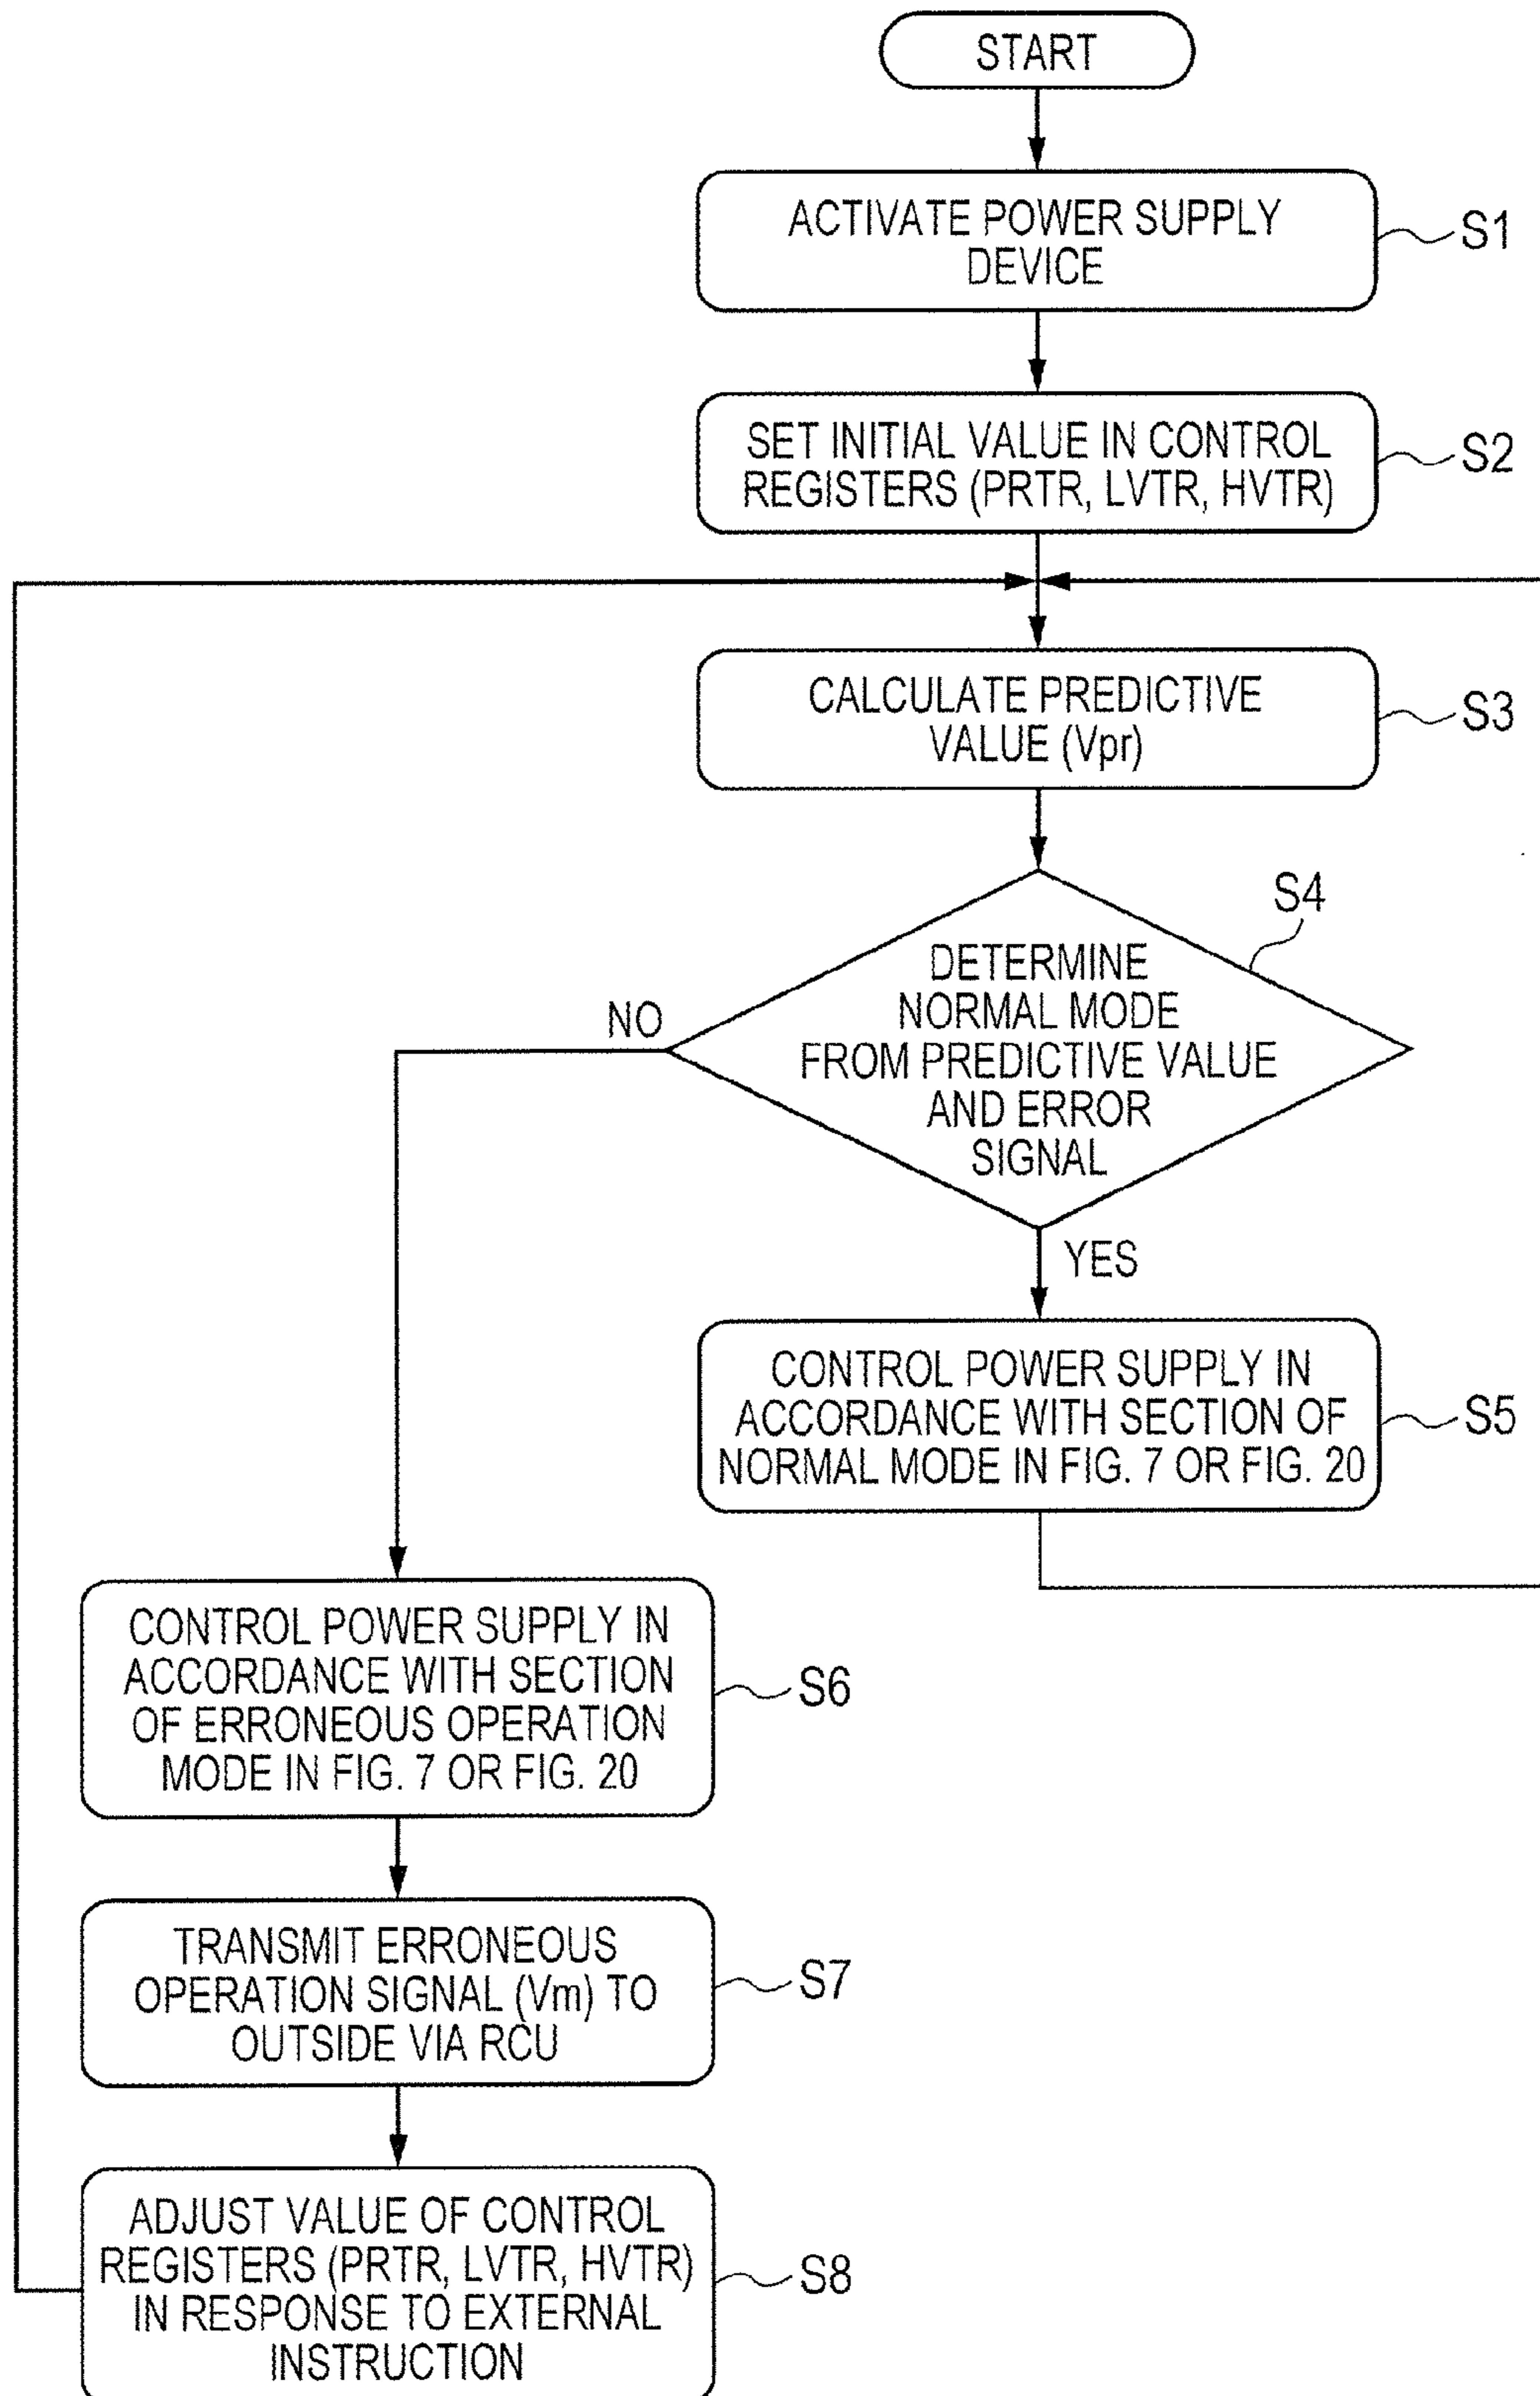 START
ACTIVATE POWER SUPPLY
DEVICE
S1
SET INITIAL VALUE IN CONTROL
REGISTERS (PRTR, LVTR, HVTR)
S2
CALCULATE PREDICTIVE
VALUE (Vpr)
S3
S4
DETERMINE
NORMAL MODE
FROM PREDICTIVE VALUE
AND ERROR
SIGNAL
NO
YES
CONTROL POWER SUPPLY IN
ACCORDANCE WITH SECTION OF
NORMAL MODE IN FIG. 7 OR FIG. 20
S5
CONTROL POWER SUPPLY IN
ACCORDANCE WITH SECTION
OF ERRONEOUS OPERATION
MODE IN FIG. 7 OR FIG. 20
S6
TRANSMIT ERRONEOUS
OPERATION SIGNAL (Vm) TO
OUTSIDE VIA RCU
S7
ADJUST VALUE OF CONTROL
REGISTERS (PRTR, LVTR, HVTR)
IN RESPONSE TO EXTERNAL
INSTRUCTION
S8